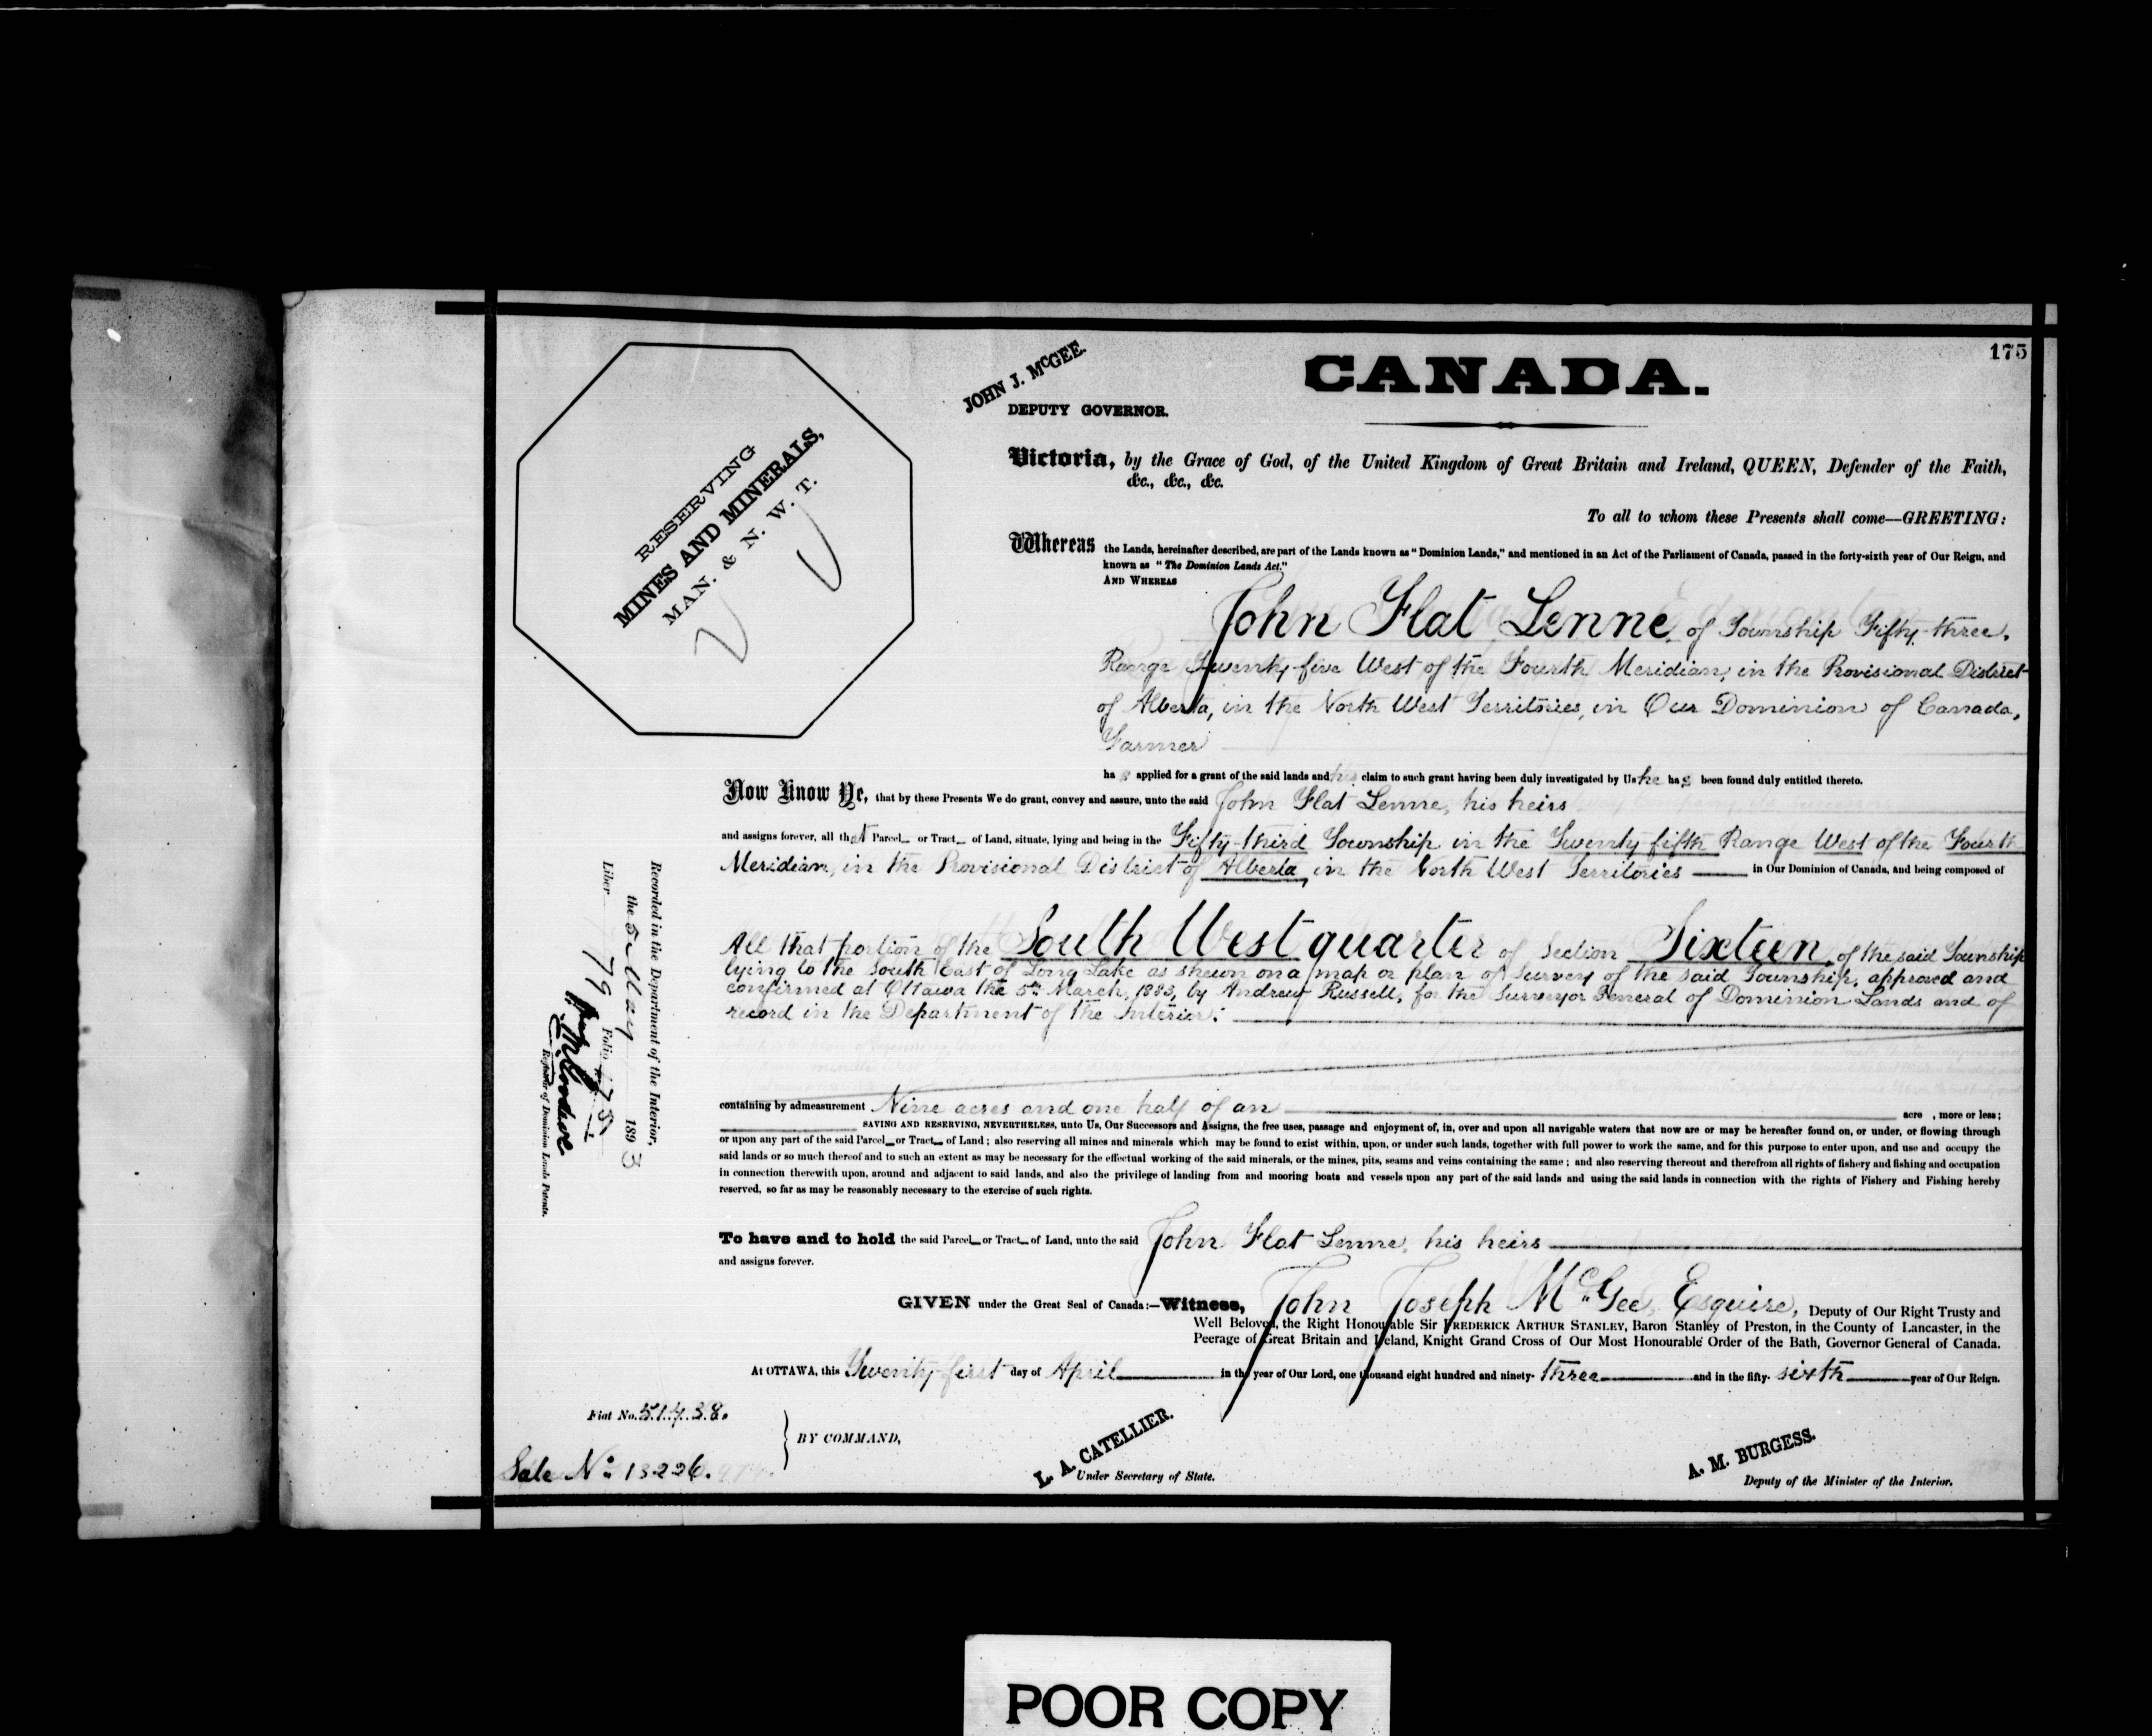 175
CANADA.
JOHN J. McGEE.
DEPUTY GOVERNOR.
RESERVING
MINES AND MINERALS,
MAN. & N. W. T.
Victoria, by the Grace of God, of the United Kingdom of Great Britain and Ireland, QUEEN, Defender of the Faith,
&c., &c., &c.
To all to whom these Presents shall come—GREETING:
Whereas the Lands, hereinafter described, are part of the Lands known as "Dominion Lands," and mentioned in an Act of the Parliament of Canada, passed in the forty-sixth year of Our Reign, and
known as "The Dominion Lands Act."
AND WHEREAS
John Flat Lenne, of Township Fifty-three,
Range Twenty-five West of the Fourth Meridian, in the Provisional District
of Alberta, in the North West Territories, in Our Dominion of Canada,
Farmer
has applied for a grant of the said lands and his claim to such grant having been duly investigated by Us he has been found duly entitled thereto.
Now Know Ye, that by these Presents We do grant, convey and assure, unto the said John Flat Lenne, his heirs
and assigns forever, all that Parcel or Tract of Land, situate, lying and being in the Fifty-third Township in the Twenty-fifth Range West of the Fourth
Meridian, in the Provisional District of Alberta, in the North West Territories in Our Dominion of Canada, and being composed of
All that portion of the South West quarter of Section Sixteen, of the said Township
lying to the South East of Long Lake as shewn on a map or plan of Survey of the said Township, approved and
confirmed at Ottawa the 5th March, 1883, by Andrew Russell, for the Surveyor General of Dominion Lands and of
record in the Department of the Interior:
containing by admeasurement Nine acres and one half of an acre , more or less;
SAVING AND RESERVING, NEVERTHELESS, unto Us, Our Successors and Assigns, the free uses, passage and enjoyment of, in, over and upon all navigable waters that now are or may be hereafter found on, or under, or flowing through
or upon any part of the said Parcel or Tract of Land; also reserving all mines and minerals which may be found to exist within, upon, or under such lands, together with full power to work the same, and for this purpose to enter upon, and use and occupy the
said lands or so much thereof and to such an extent as may be necessary for the effectual working of the said minerals, or the mines, pits, seams and veins containing the same; and also reserving thereout and therefrom all rights of fishery and fishing and occupation
in connection therewith upon, around and adjacent to said lands, and also the privilege of landing from and mooring boats and vessels upon any part of the said lands and using the said lands in connection with the rights of Fishery and Fishing hereby
reserved, so far as may be reasonably necessary to the exercise of such rights.
To have and to hold the said Parcel or Tract of Land, unto the said John Flat Lenne, his heirs
and assigns forever.
GIVEN under the Great Seal of Canada:—Witness, John Joseph McGee, Esquire, Deputy of Our Right Trusty and
Well Beloved, the Right Honourable Sir FREDERICK ARTHUR STANLEY, Baron Stanley of Preston, in the County of Lancaster, in the
Peerage of Great Britain and Ireland, Knight Grand Cross of Our Most Honourable Order of the Bath, Governor General of Canada.
At OTTAWA, this Twenty-first day of April in the year of Our Lord, one thousand eight hundred and ninety-three and in the fifty-sixth year of Our Reign.
Fiat No. 51438.
Sale No. 13226.
BY COMMAND,
L. A. CATELLIER.
Under Secretary of State.
A. M. BURGESS.
Deputy of the Minister of the Interior.
Recorded in the Department of the Interior,
the 5 May 1893
Liber 79 Folio 175
Registrar of Dominion Lands Patents.
POOR COPY